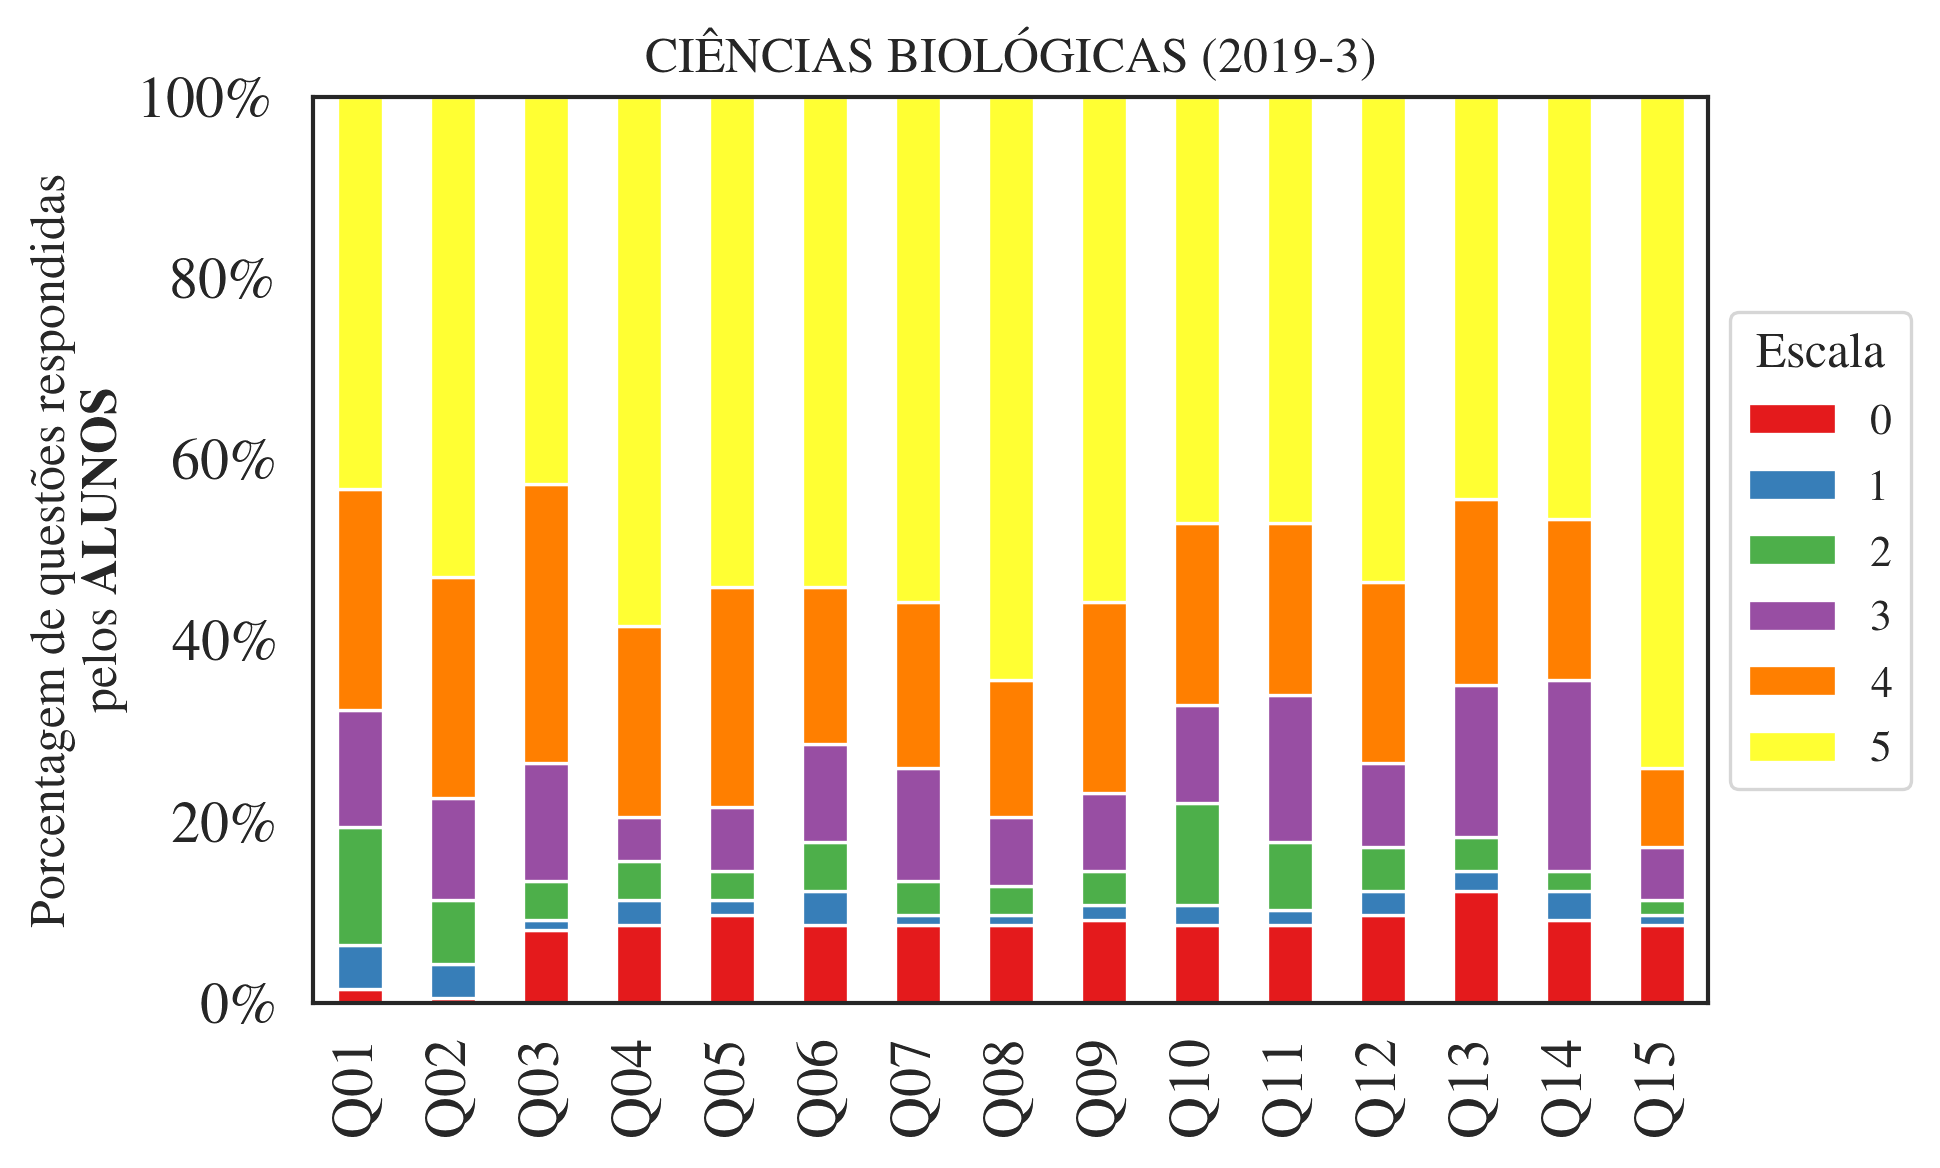 CIÊNCIAS BIOLÓGICAS (2019-3)
Porcentagem de questões respondidas
pelos ALUNOS
100%
80%
60%
40%
20%
0%
Q01
Q02
Q03
Q04
Q05
Q06
Q07
Q08
Q09
Q10
Q11
Q12
Q13
Q14
Q15
Escala
0
1
2
3
4
5